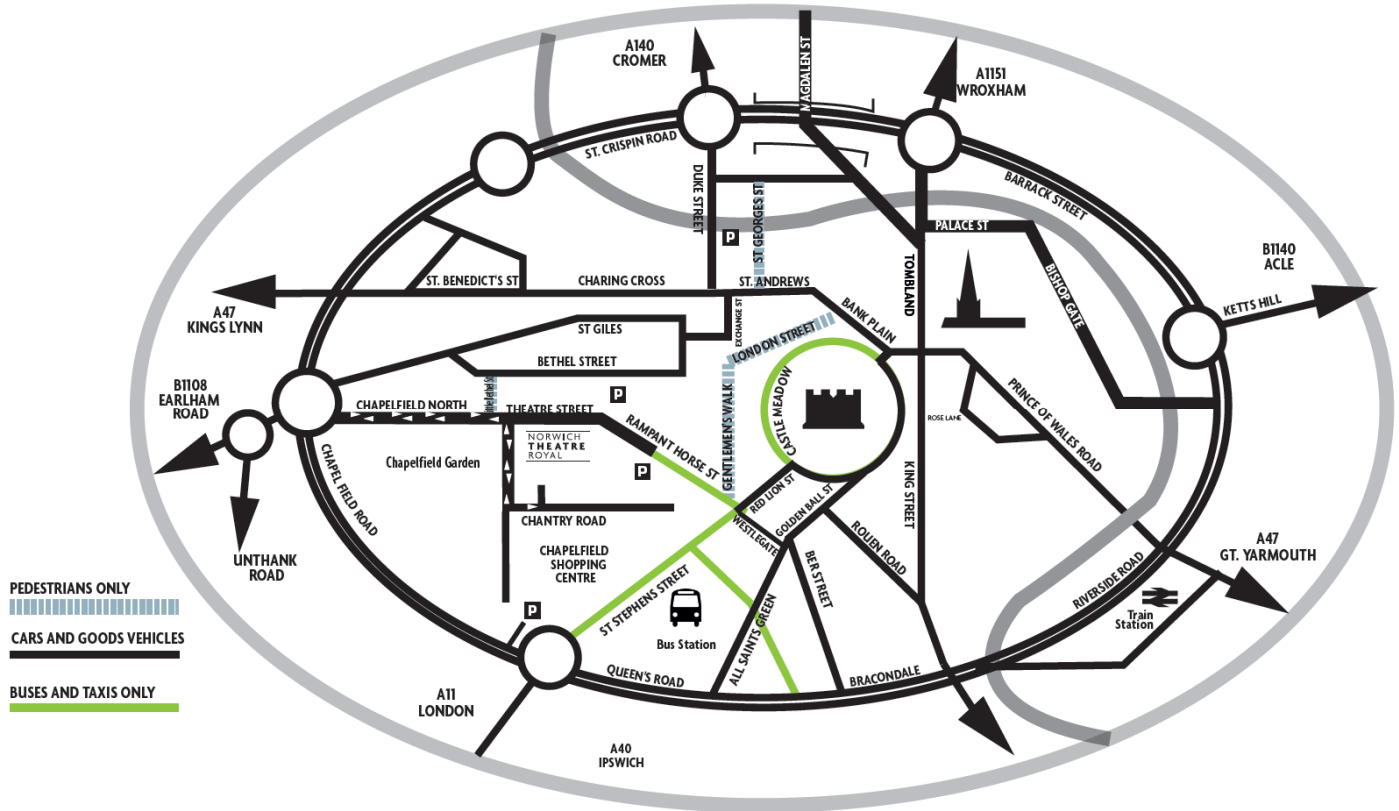 A140
CROMER
MAGDALEN ST
A1151
WROXHAM
ST. CRISPIN ROAD
DUKE STREET
ST GEORGES ST
BARRACK STREET
PALACE ST
BISHOP GATE
B1140
ACLE
KETTS HILL
P
TOMBLAND
ST. BENEDICT'S ST
CHARING CROSS
ST. ANDREWS
A47
KINGS LYNN
EXCHANGE ST
BANK PLAIN
ST GILES
LONDON STREET
BETHEL STREET
B1108
EARLHAM
ROAD
CHAPELFIELD NORTH
THEATRE STREET
P
CASTLE MEADOW
PRINCE OF WALES ROAD
ROSE LANE
RAMPANT HORSE ST
GENTLEMEN'S WALK
NORWICH
THEATRE
ROYAL
Chapelfield Garden
P
CHAPEL FIELD ROAD
RED LION ST
GOLDEN BALL ST
KING STREET
CHANTRY ROAD
WESTLEGATE
ROUEN ROAD
UNTHANK
ROAD
CHAPELFIELD
SHOPPING
CENTRE
BER STREET
A47
GT. YARMOUTH
PEDESTRIANS ONLY
ST STEPHENS STREET
RIVERSIDE ROAD
P
Train
Station
CARS AND GOODS VEHICLES
Bus Station
ALL SAINTS GREEN
QUEEN'S ROAD
BRACONDALE
BUSES AND TAXIS ONLY
A11
LONDON
A40
IPSWICH